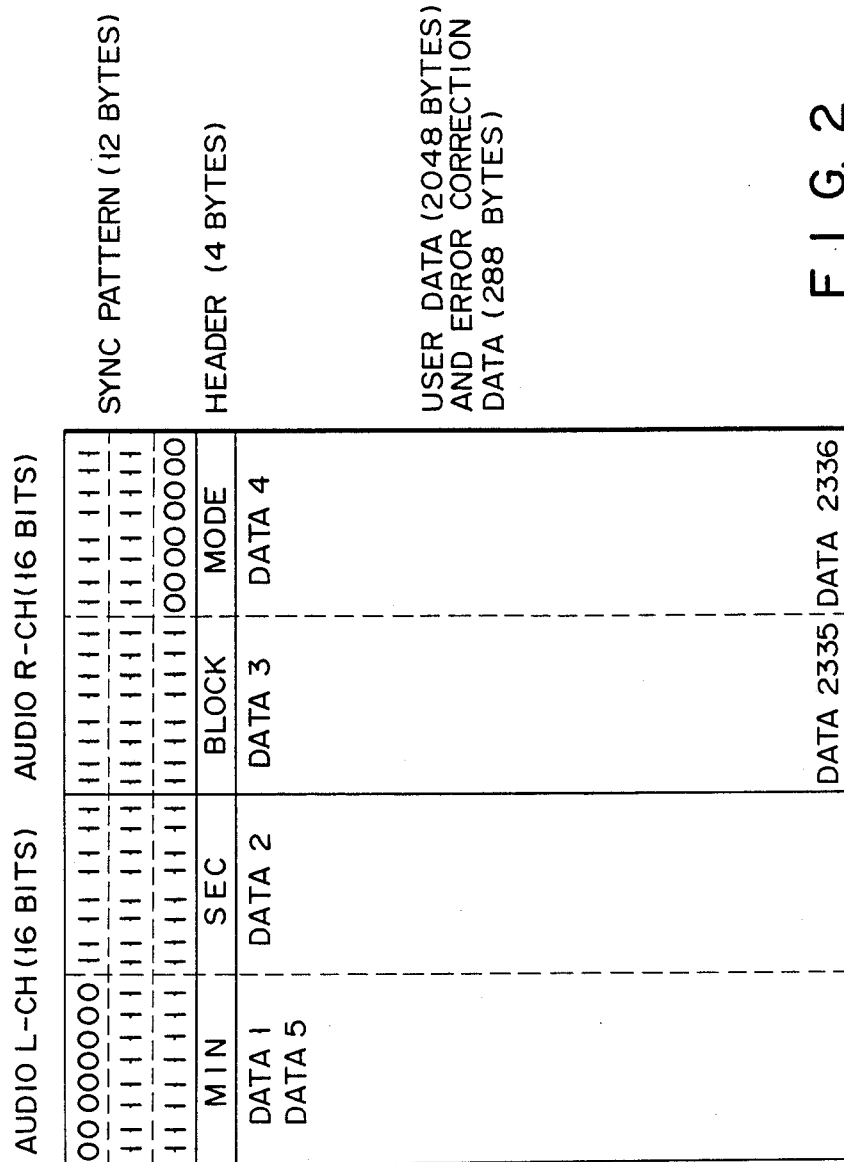 AUDIO L-CH (16 BITS) AUDIO R-CH (16 BITS)
00000000 11111111 11111111 11111111
11111111 11111111 11111111 11111111
11111111 11111111 11111111 00000000
SYNC PATTERN (12 BYTES)
MIN SEC BLOCK MODE
HEADER (4 BYTES)
DATA 1 DATA 2 DATA 3 DATA 4
DATA 5
USER DATA (2048 BYTES)
AND ERROR CORRECTION
DATA (288 BYTES)
DATA 2335 DATA 2336
FIG. 2